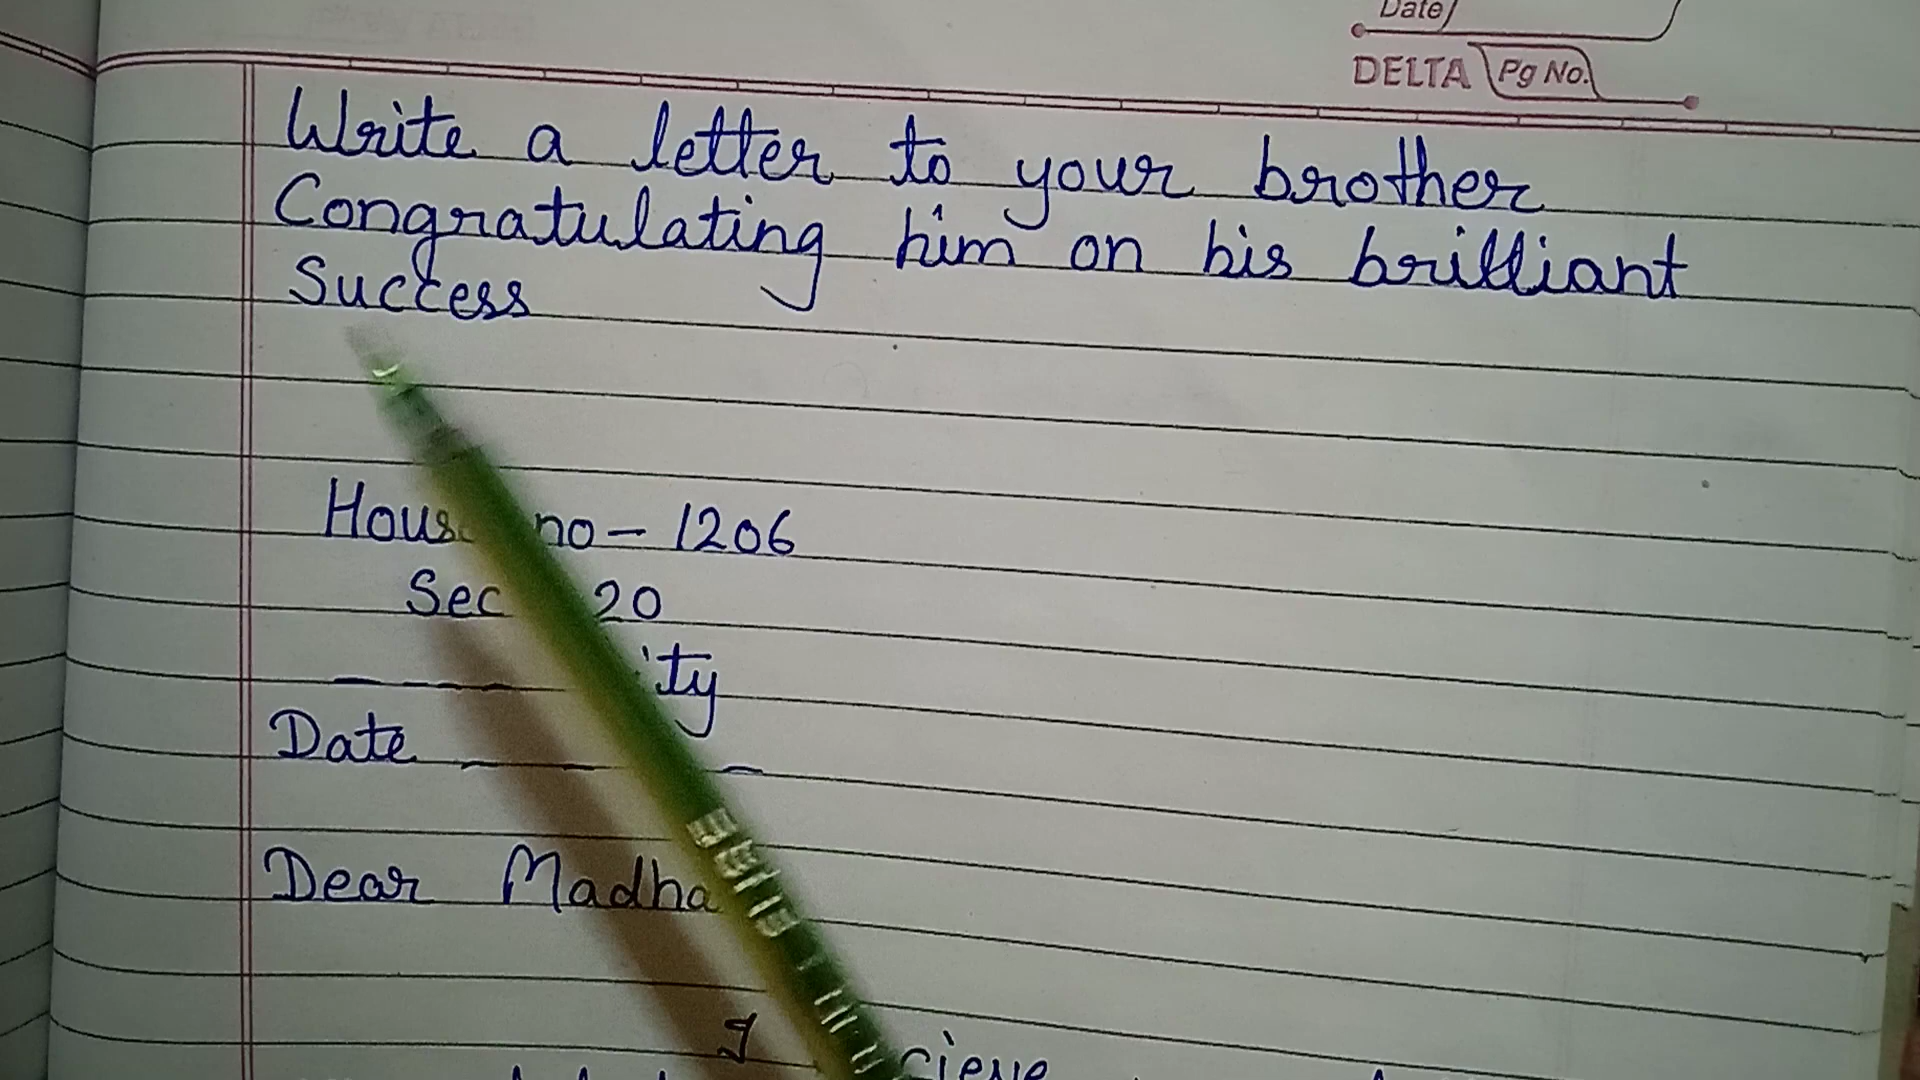 Date
DELTA Pg No.
Write a letter to your brother
Congratulating him on his brilliant
Success
House no - 1206
Sec 20
Date
Dear
I